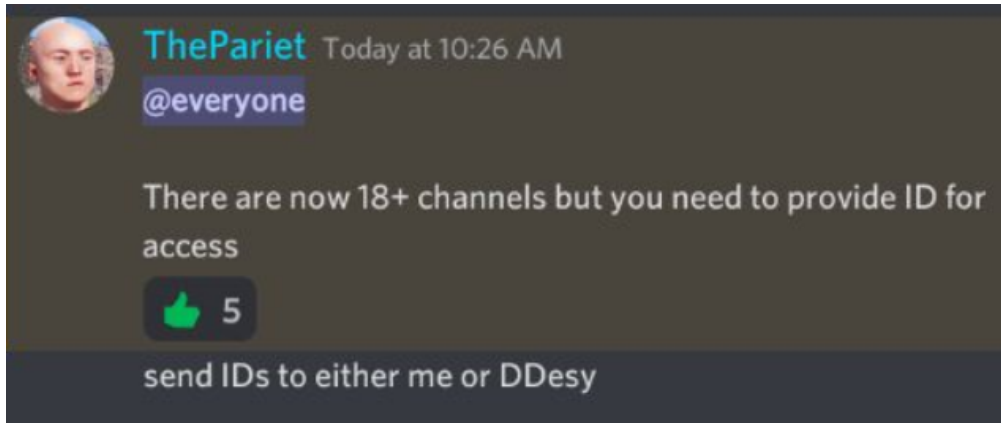 ThePariet Today at 10:26 AM
@everyone
There are now 18+ channels but you need to provide ID for
access
5
send IDs to either me or DDesy